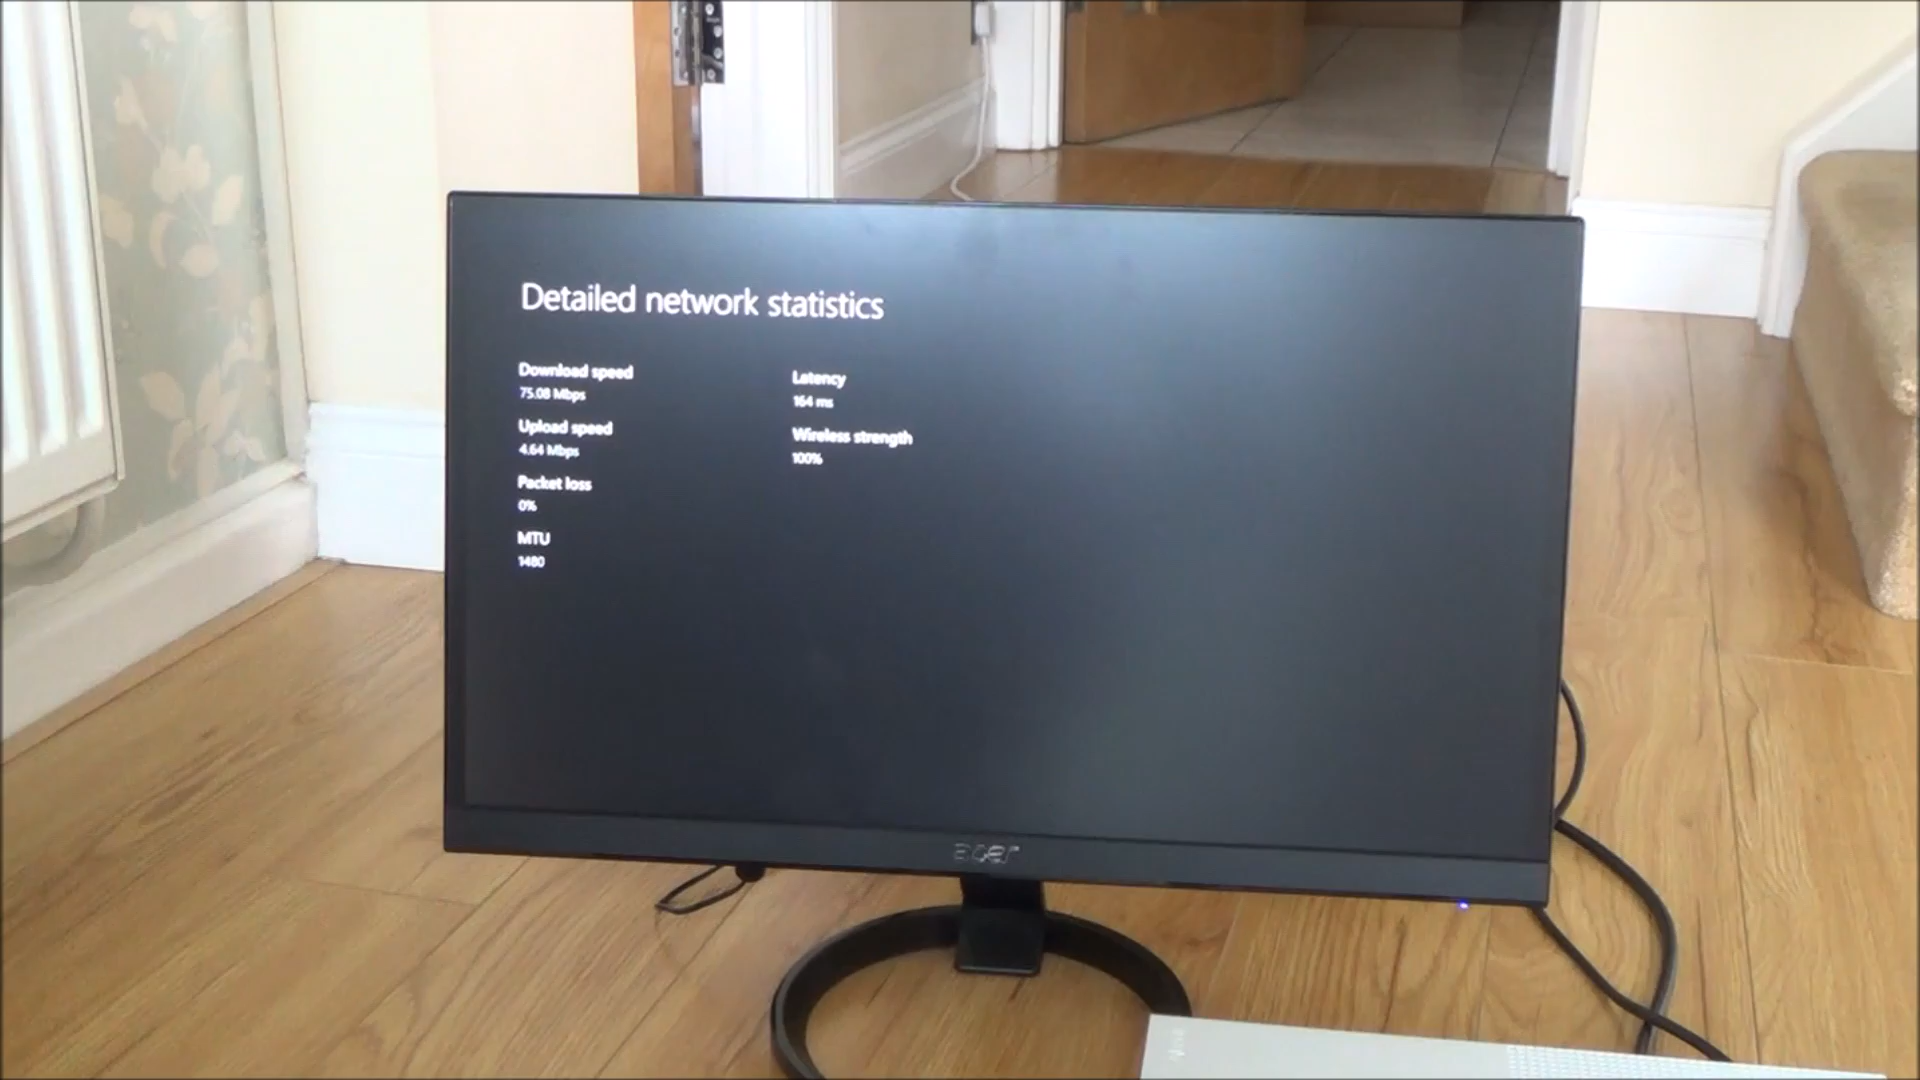 Detailed network statistics
Download speed
75.08 Mbps
Upload speed
4.64 Mbps
Packet loss
0%
MTU
1480
Latency
164 ms
Wireless strength
100%
acer